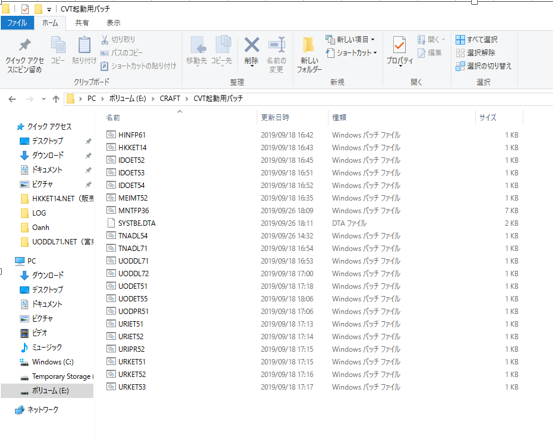 CVT起動用バッチ
ファイル
ホーム
共有
表示
クイック アクセスにピン留め
コピー
貼り付け
切り取り
パスのコピー
ショートカットの貼り付け
クリップボード
移動先
コピー先
削除
名前の変更
整理
新しいフォルダー
新しい項目
ショートカット
新規
プロパティ
開く
編集
開く
すべて選択
選択解除
選択の切り替え
選択
PC > ボリューム (E:) > CRAFT > CVT起動用バッチ
クイック アクセス
デスクトップ
ダウンロード
ドキュメント
ピクチャ
HKKET14.NET（販売
LOG
Oanh
PC
ダウンロード
デスクトップ
ドキュメント
ピクチャ
ビデオ
ミュージック
Windows (C:)
Temporary Storage (
ボリューム (E:)
ネットワーク
名前 更新日時 種類 サイズ
HINFP61 2019/09/18 16:42 Windows バッチ ファイル 1 KB
HKKET14 2019/09/18 16:43 Windows バッチ ファイル 1 KB
IDOET52 2019/09/18 16:45 Windows バッチ ファイル 1 KB
IDOET53 2019/09/18 16:51 Windows バッチ ファイル 1 KB
IDOET54 2019/09/18 16:52 Windows バッチ ファイル 1 KB
MEIMT52 2019/09/18 16:35 Windows バッチ ファイル 1 KB
MNTFP36 2019/09/26 18:09 Windows バッチ ファイル 7 KB
SYSTBE.DTA 2019/09/26 18:11 DTA ファイル 2 KB
TNADL54 2019/09/26 14:32 Windows バッチ ファイル 1 KB
TNADL71 2019/09/18 16:54 Windows バッチ ファイル 1 KB
UODDL71 2019/09/18 16:53 Windows バッチ ファイル 1 KB
UODDL72 2019/09/18 17:00 Windows バッチ ファイル 1 KB
UODET51 2019/09/18 17:18 Windows バッチ ファイル 1 KB
UODET55 2019/09/18 18:06 Windows バッチ ファイル 1 KB
UODPR51 2019/09/18 17:06 Windows バッチ ファイル 1 KB
URIET51 2019/09/18 17:13 Windows バッチ ファイル 1 KB
URIET52 2019/09/18 17:14 Windows バッチ ファイル 1 KB
URIPR52 2019/09/18 17:15 Windows バッチ ファイル 1 KB
URKET51 2019/09/18 17:15 Windows バッチ ファイル 1 KB
URKET52 2019/09/18 17:16 Windows バッチ ファイル 1 KB
URKET53 2019/09/18 17:17 Windows バッチ ファイル 1 KB